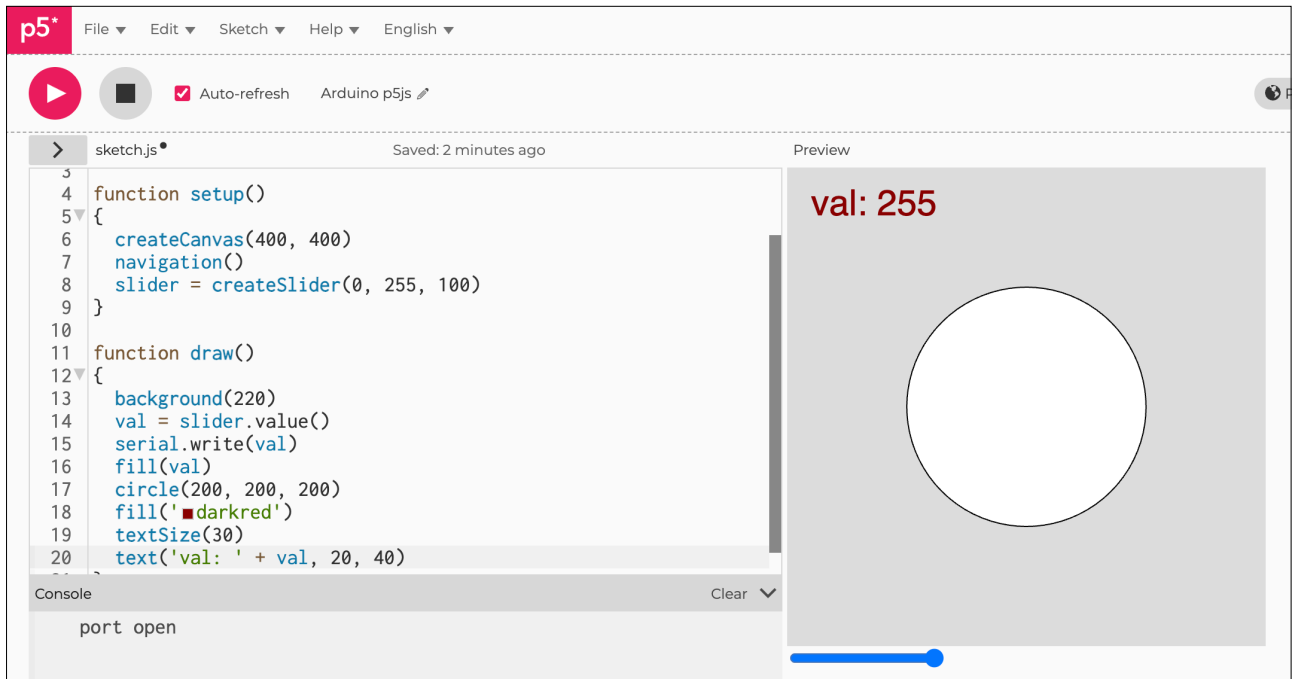 p5* File Edit Sketch Help English
Auto-refresh Arduino p5js
sketch.js Saved: 2 minutes ago Preview
3
4 function setup()
5 {
6 createCanvas(400, 400)
7 navigation()
8 slider = createSlider(0, 255, 100)
9 }
10
11 function draw()
12 {
13 background(220)
14 val = slider.value()
15 serial.write(val)
16 fill(val)
17 circle(200, 200, 200)
18 fill('darkred')
19 textSize(30)
20 text('val: ' + val, 20, 40)
Console Clear
port open
val: 255